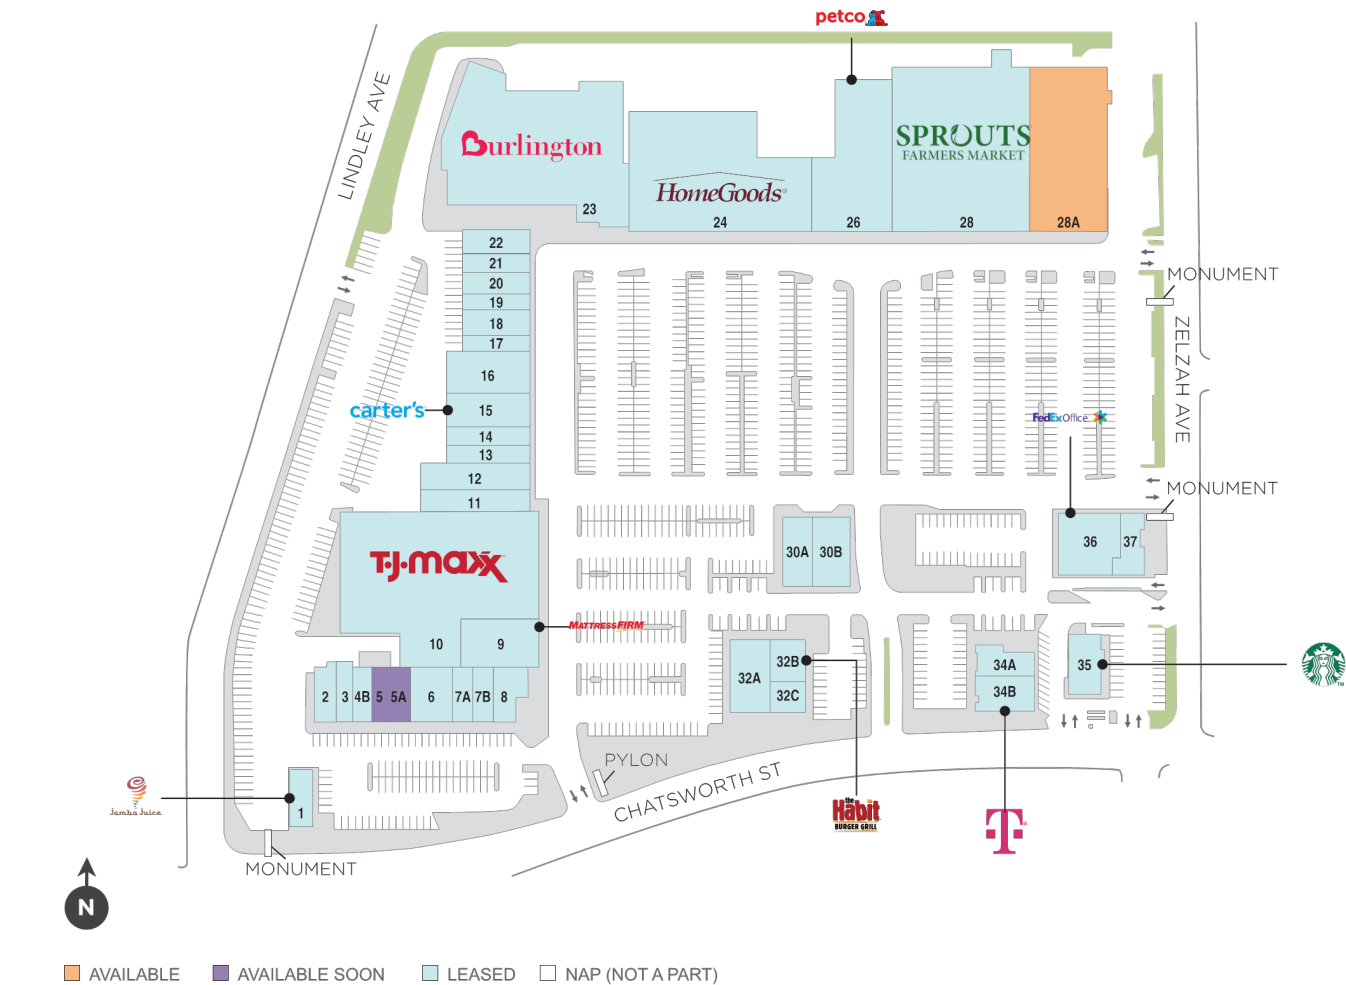 petco
LINDLEY AVE
Burlington
SPROUTS
FARMERS MARKET
HomeGoods
23
24
26
28
28A
22
21
20
19
18
17
16
carter's
15
14
13
12
11
MONUMENT
ZELZAH AVE
FedEx Office
MONUMENT
T·J·maxx
30A
30B
36
37
MATTRESSFIRM
10
9
32A
32B
32C
34A
34B
35
TM
2
3
4B
5
5A
6
7A
7B
8
PYLON
CHATSWORTH ST
Jamba Juice
1
the
Habit
BURGER GRILL
T
MONUMENT
N
AVAILABLE
AVAILABLE SOON
LEASED
NAP (NOT A PART)